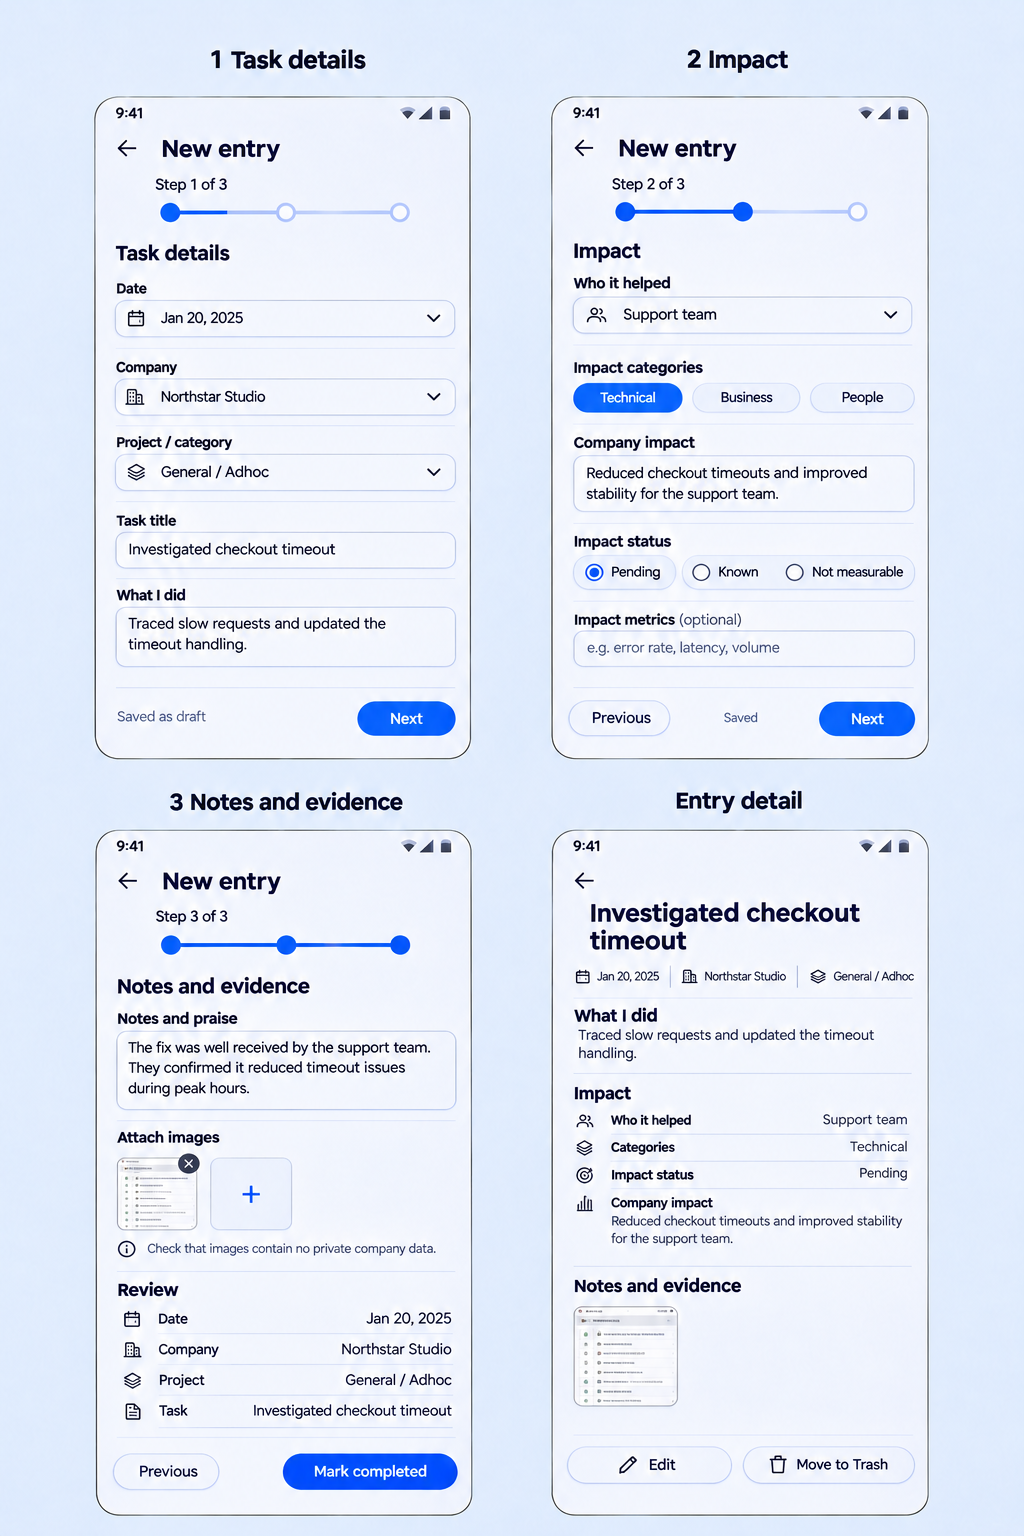 1 Task details
9:41
New entry
Step 1 of 3
Task details
Date
Jan 20, 2025
Company
Northstar Studio
Project / category
General / Adhoc
Task title
Investigated checkout timeout
What I did
Traced slow requests and updated the
timeout handling.
Saved as draft
Next
2 Impact
9:41
New entry
Step 2 of 3
Impact
Who it helped
Support team
Impact categories
Technical
Business
People
Company impact
Reduced checkout timeouts and improved
stability for the support team.
Impact status
Pending
Known
Not measurable
Impact metrics (optional)
e.g. error rate, latency, volume
Previous
Saved
Next
3 Notes and evidence
9:41
New entry
Step 3 of 3
Notes and evidence
Notes and praise
The fix was well received by the support team.
They confirmed it reduced timeout issues
during peak hours.
Attach images
Check that images contain no private company data.
Review
Date
Jan 20, 2025
Company
Northstar Studio
Project
General / Adhoc
Task
Investigated checkout timeout
Previous
Mark completed
Entry detail
9:41
Investigated checkout
timeout
Jan 20, 2025
Northstar Studio
General / Adhoc
What I did
Traced slow requests and updated the timeout
handling.
Impact
Who it helped
Support team
Categories
Technical
Impact status
Pending
Company impact
Reduced checkout timeouts and improved stability
for the support team.
Notes and evidence
Edit
Move to Trash